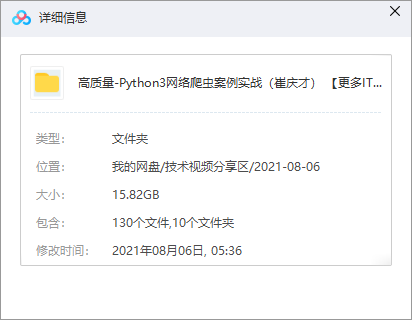 详细信息
高质量-Python3网络爬虫案例实战（崔庆才） 【更多IT...
类型： 文件夹
位置： 我的网盘/技术视频分享区/2021-08-06
大小： 15.82GB
包含： 130个文件,10个文件夹
修改时间： 2021年08月06日, 05:36